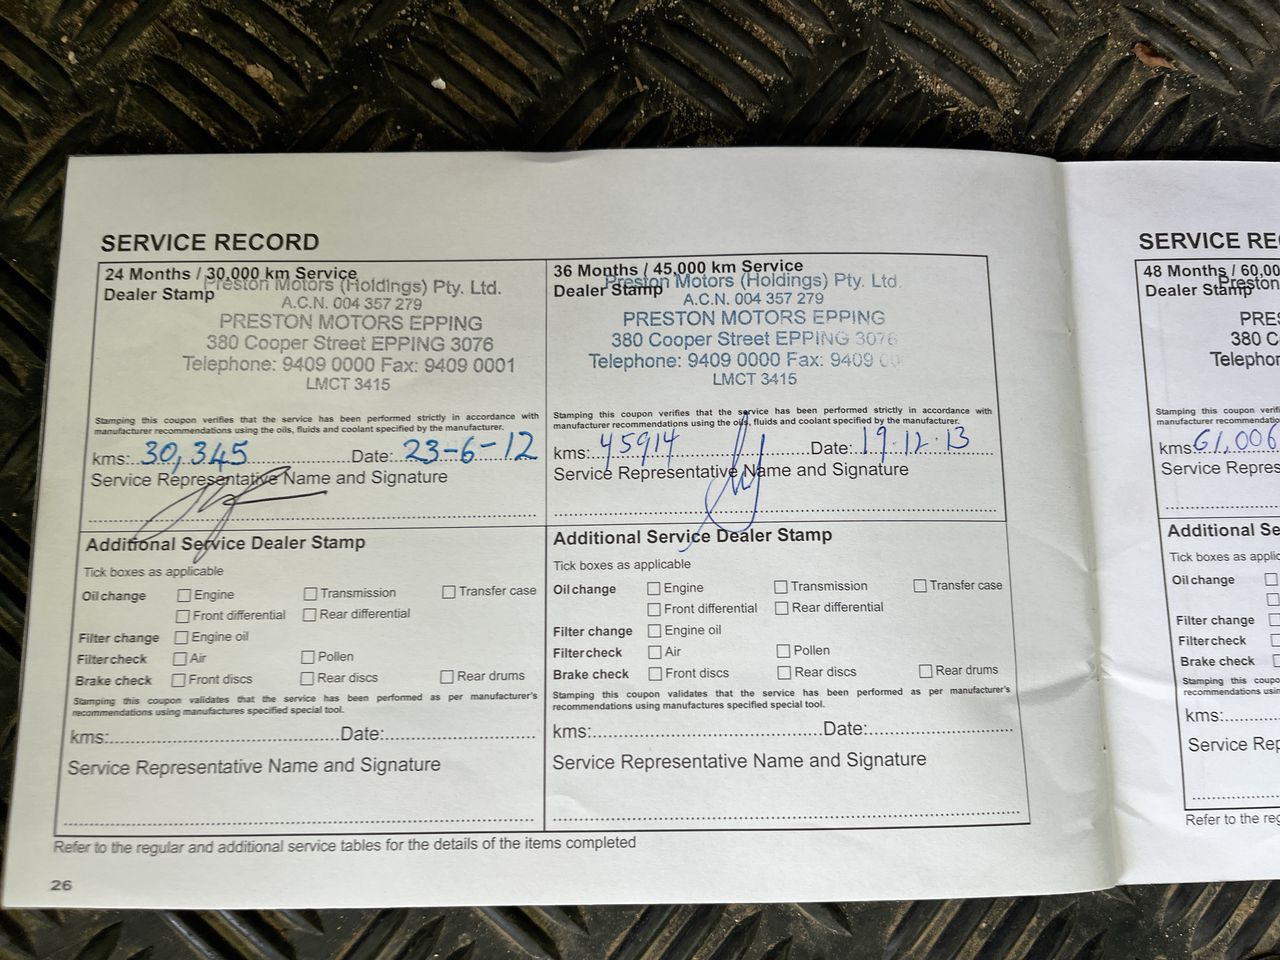 SERVICE RECORD
24 Months / 30,000 km Service
Dealer Stamp
Preston Motors (Holdings) Pty. Ltd.
A.C.N. 004 357 279
PRESTON MOTORS EPPING
380 Cooper Street EPPING 3076
Telephone: 9409 0000 Fax: 9409 0001
LMCT 3415
Stamping this coupon verifies that the service has been performed strictly in accordance with
manufacturer recommendations using the oils, fluids and coolant specified by the manufacturer.
kms: 30,345 Date: 23-6-12
Service Representative Name and Signature
Additional Service Dealer Stamp
Tick boxes as applicable
Oil change Engine Transmission Transfer case
Front differential Rear differential
Filter change Engine oil
Filter check Air Pollen
Brake check Front discs Rear discs Rear drums
Stamping this coupon validates that the service has been performed as per manufacturer's
recommendations using manufactures specified special tool.
kms: Date:
Service Representative Name and Signature
36 Months / 45,000 km Service
Dealer Stamp
Preston Motors (Holdings) Pty. Ltd.
A.C.N. 004 357 279
PRESTON MOTORS EPPING
380 Cooper Street EPPING 3076
Telephone: 9409 0000 Fax: 9409
LMCT 3415
Stamping this coupon verifies that the service has been performed strictly in accordance with
manufacturer recommendations using the oils, fluids and coolant specified by the manufacturer.
kms: 45914 Date: 19.12.13
Service Representative Name and Signature
Additional Service Dealer Stamp
Tick boxes as applicable
Oil change Engine Transmission Transfer case
Front differential Rear differential
Filter change Engine oil
Filter check Air Pollen
Brake check Front discs Rear discs Rear drums
Stamping this coupon validates that the service has been performed as per manufacturer's
recommendations using manufactures specified special tool.
kms: Date:
Service Representative Name and Signature
Refer to the regular and additional service tables for the details of the items completed
26
SERVICE RE
48 Months / 60,00
Dealer Stamp
Preston
PRES
380 C
Telephon
LM
Stamping this coupon verif
manufacturer recommendatio
kms: 61,006
Service Repres
Additional Serv
Tick boxes as applic
Oil change
Filter change
Filter check
Brake check
Stamping this coup
recommendations usin
kms:
Service Rep
Refer to the reg